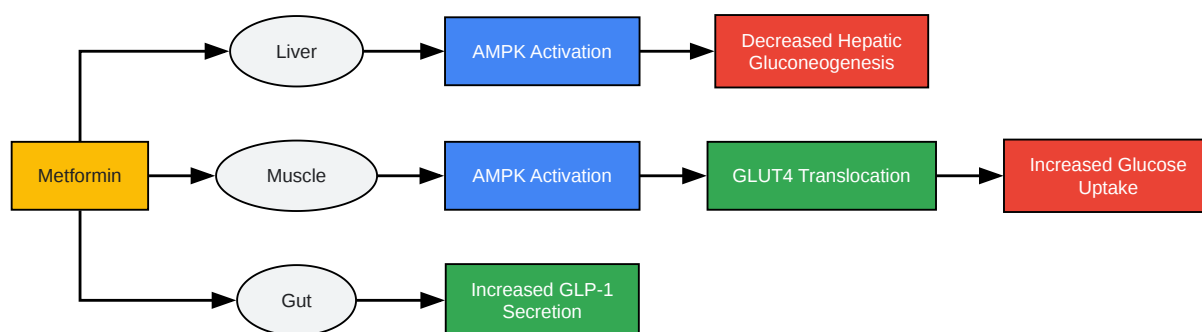 Liver
AMPK Activation
Decreased Hepatic
Gluconeogenesis
Metformin
Muscle
AMPK Activation
GLUT4 Translocation
Increased Glucose
Uptake
Gut
Increased GLP-1
Secretion